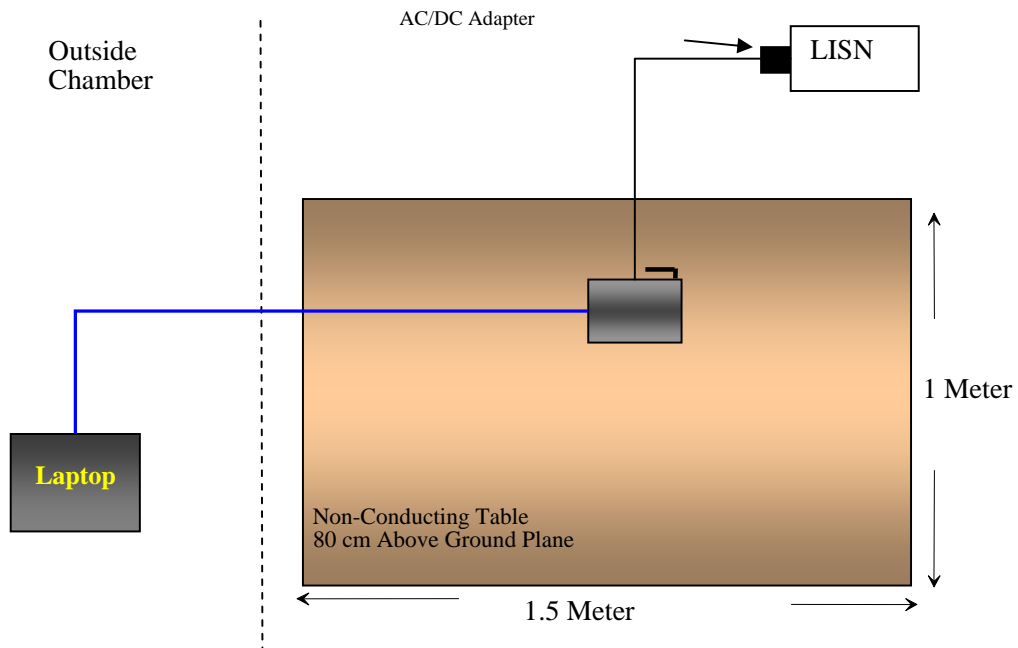 AC/DC Adapter
Outside
Chamber
LISN
1 Meter
Laptop
Non-Conducting Table
80 cm Above Ground Plane
1.5 Meter